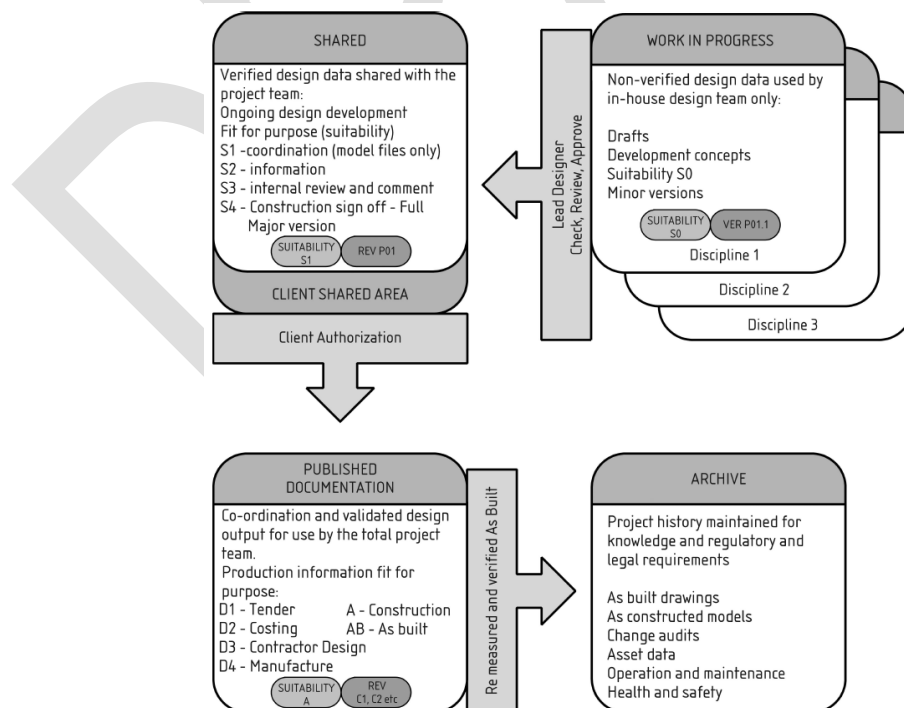 SHARED
Verified design data shared with the
project team:
Ongoing design development
Fit for purpose (suitability)
S1 -coordination (model files only)
S2 - information
S3 - internal review and comment
S4 - Construction sign off - Full
Major version
SUITABILITY
S1
REV P01
CLIENT SHARED AREA
Client Authorization
Lead Designer
Check, Review, Approve
WORK IN PROGRESS
Non-verified design data used by
in-house design team only:
Drafts
Development concepts
Suitability S0
Minor versions
SUITABILITY
S0
VER P01.1
Discipline 1
Discipline 2
Discipline 3
PUBLISHED
DOCUMENTATION
Co-ordination and validated design
output for use by the total project
team.
Production information fit for
purpose:
D1 - Tender A - Construction
D2 - Costing AB - As built
D3 - Contractor Design
D4 - Manufacture
SUITABILITY
A
REV
C1, C2 etc
Re measured and verified As Built
ARCHIVE
Project history maintained for
knowledge and regulatory and
legal requirements
As built drawings
As constructed models
Change audits
Asset data
Operation and maintenance
Health and safety